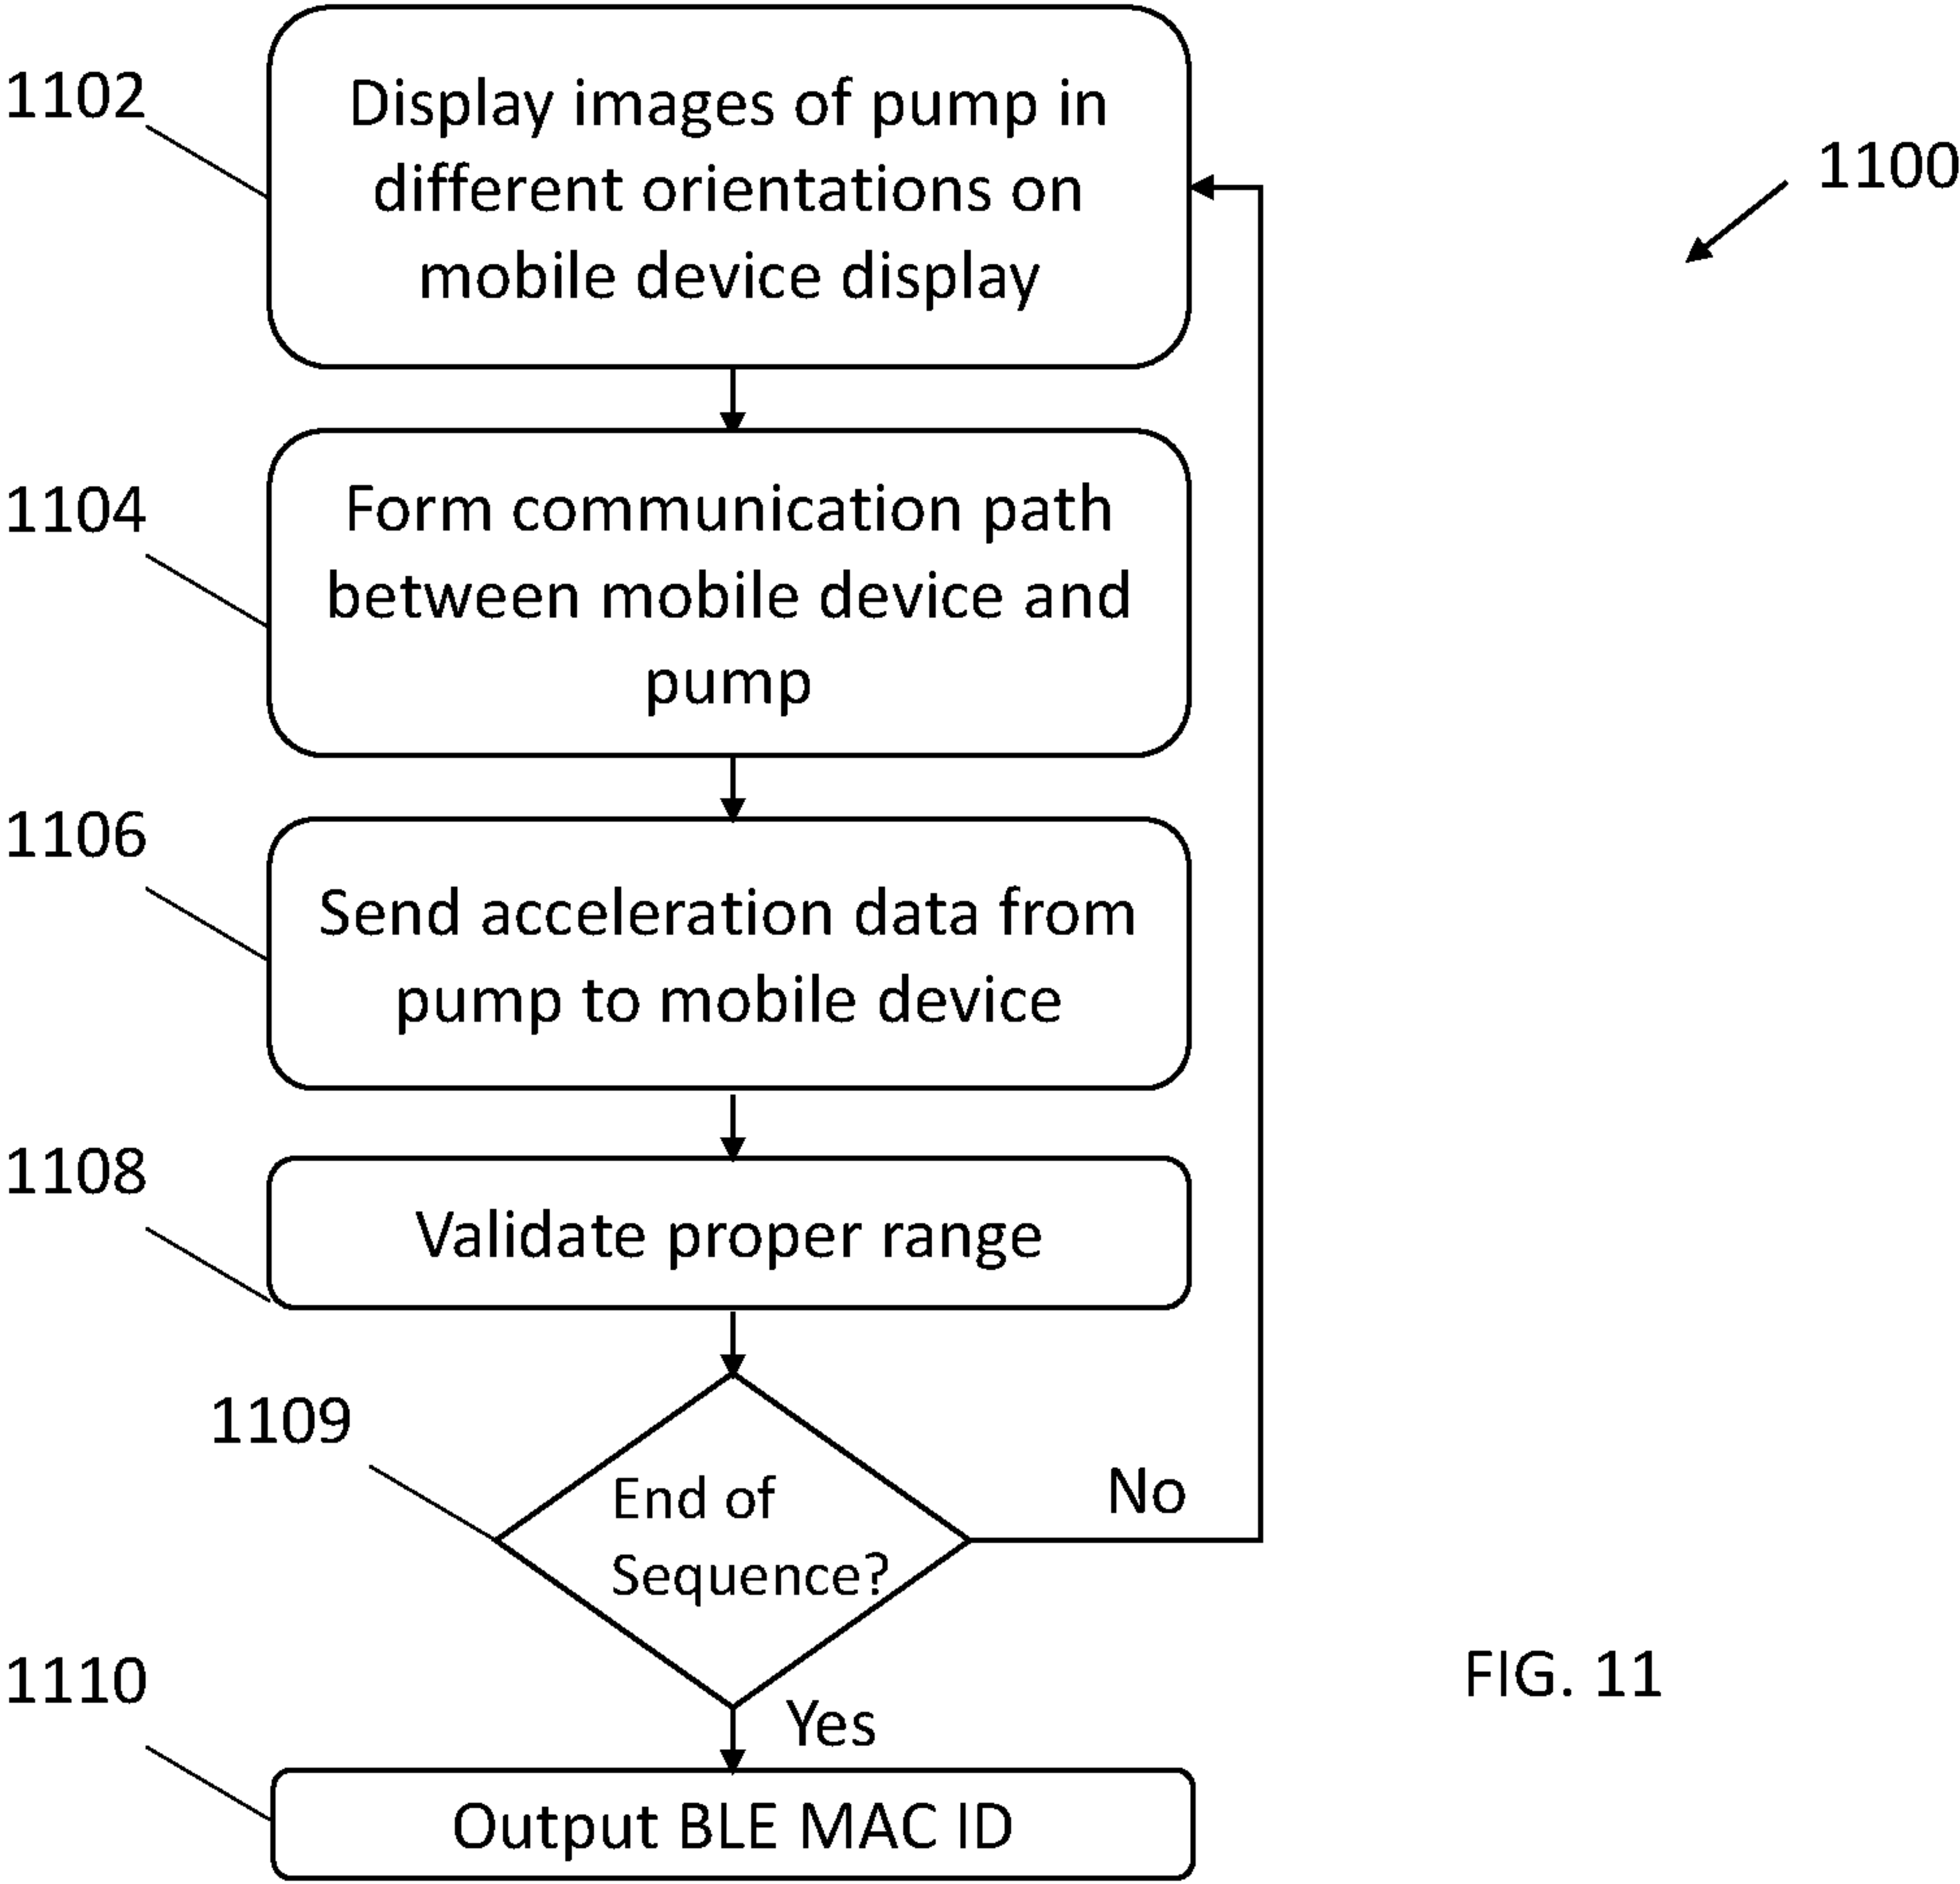 1102
Display images of pump in
different orientations on
mobile device display
1100
1104
Form communication path
between mobile device and
pump
1106
Send acceleration data from
pump to mobile device
1108
Validate proper range
1109
End of
Sequence?
No
Yes
FIG. 11
1110
Output BLE MAC ID